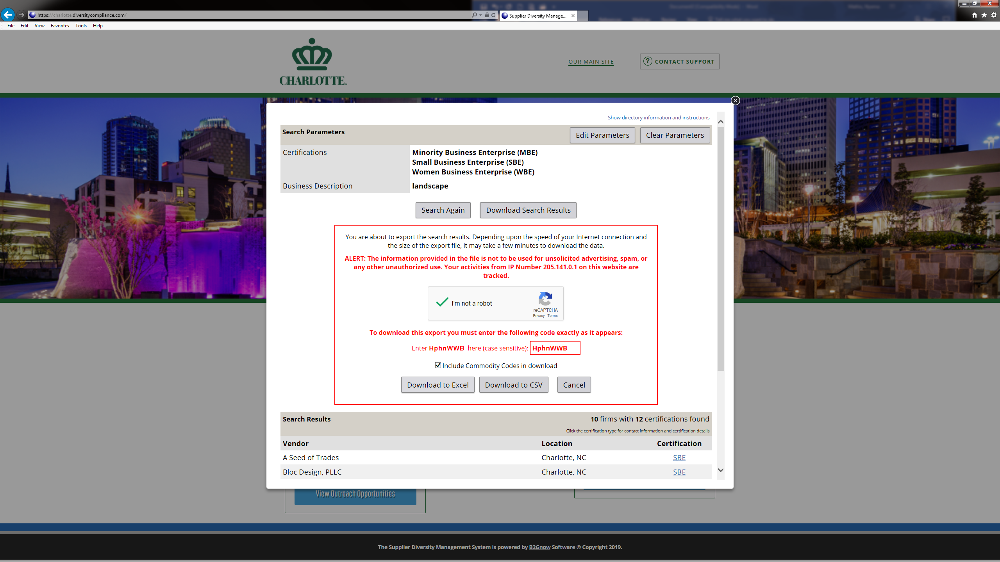 https://charlotte.diversitycompliance.com/
Supplier Diversity Manage...
File Edit View Favorites Tools Help
CHARLOTTE
OUR MAIN SITE
? CONTACT SUPPORT
Show directory information and instructions
Search Parameters
Edit Parameters
Clear Parameters
Certifications
Minority Business Enterprise (MBE)
Small Business Enterprise (SBE)
Women Business Enterprise (WBE)
Business Description
landscape
Search Again
Download Search Results
You are about to export the search results. Depending upon the speed of your Internet connection and
the size of the export file, it may take a few minutes to download the data.
ALERT: The information provided in the file is not to be used for unsolicited advertising, spam, or
any other unauthorized use. Your activities from IP Number 205.141.0.1 on this website are
tracked.
I'm not a robot
reCAPTCHA
Privacy - Terms
To download this export you must enter the following code exactly as it appears:
Enter HphnWWB here (case sensitive): HphnWWB
Include Commodity Codes in download
Download to Excel
Download to CSV
Cancel
Search Results
10 firms with 12 certifications found
Click the certification type for contact information and certification details
Vendor Location Certification
A Seed of Trades Charlotte, NC SBE
Bloc Design, PLLC Charlotte, NC SBE
View Outreach Opportunities
The Supplier Diversity Management System is powered by B2Gnow Software © Copyright 2019.